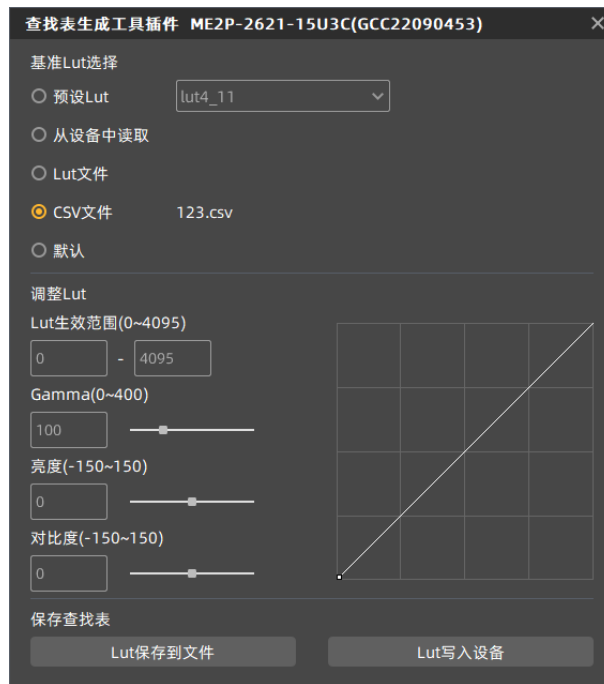 查找表生成工具插件 ME2P-2621-15U3C(GCC22090453)
基准Lut选择
预设Lut lut4_11
从设备中读取
Lut文件
CSV文件 123.csv
默认
调整Lut
Lut生效范围(0~4095)
0 - 4095
Gamma(0~400)
100
亮度(-150~150)
0
对比度(-150~150)
0
保存查找表
Lut保存到文件 Lut写入设备